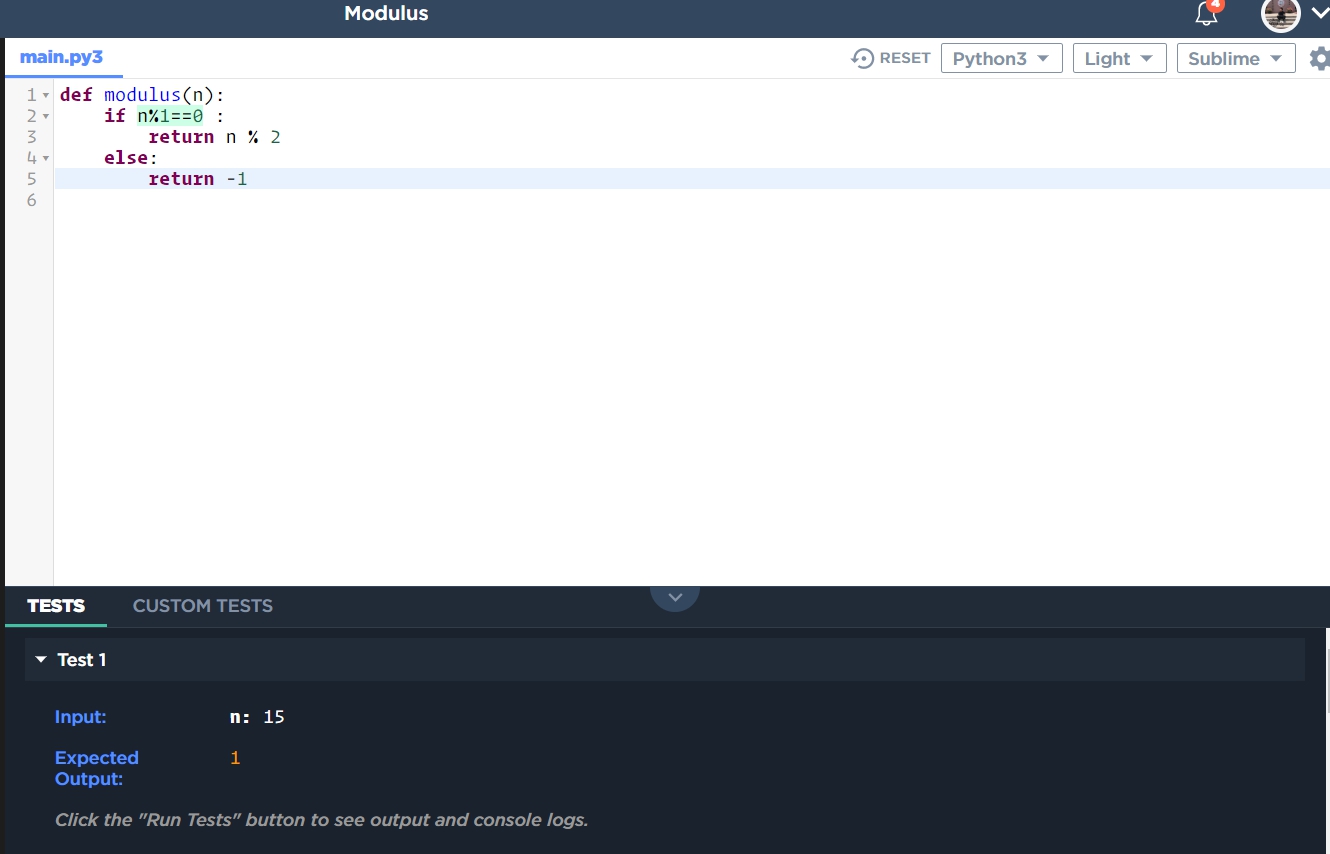 Modulus
4
main.py3
RESET
Python3
Light
Sublime
1 def modulus(n):
2     if n%1==0 :
3         return n % 2
4     else:
5         return -1
6
TESTS
CUSTOM TESTS
Test 1
Input: n: 15
Expected 1
Output:
Click the "Run Tests" button to see output and console logs.